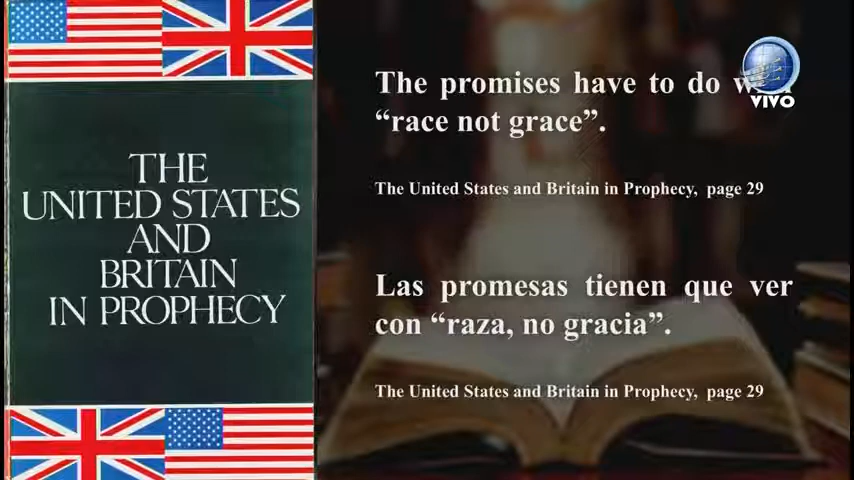 THE
UNITED STATES
AND
BRITAIN
IN PROPHECY
The promises have to do
“race not grace”.
The United States and Britain in Prophecy, page 29
Las promesas tienen que ver
con “raza, no gracia”.
The United States and Britain in Prophecy, page 29
VIVO